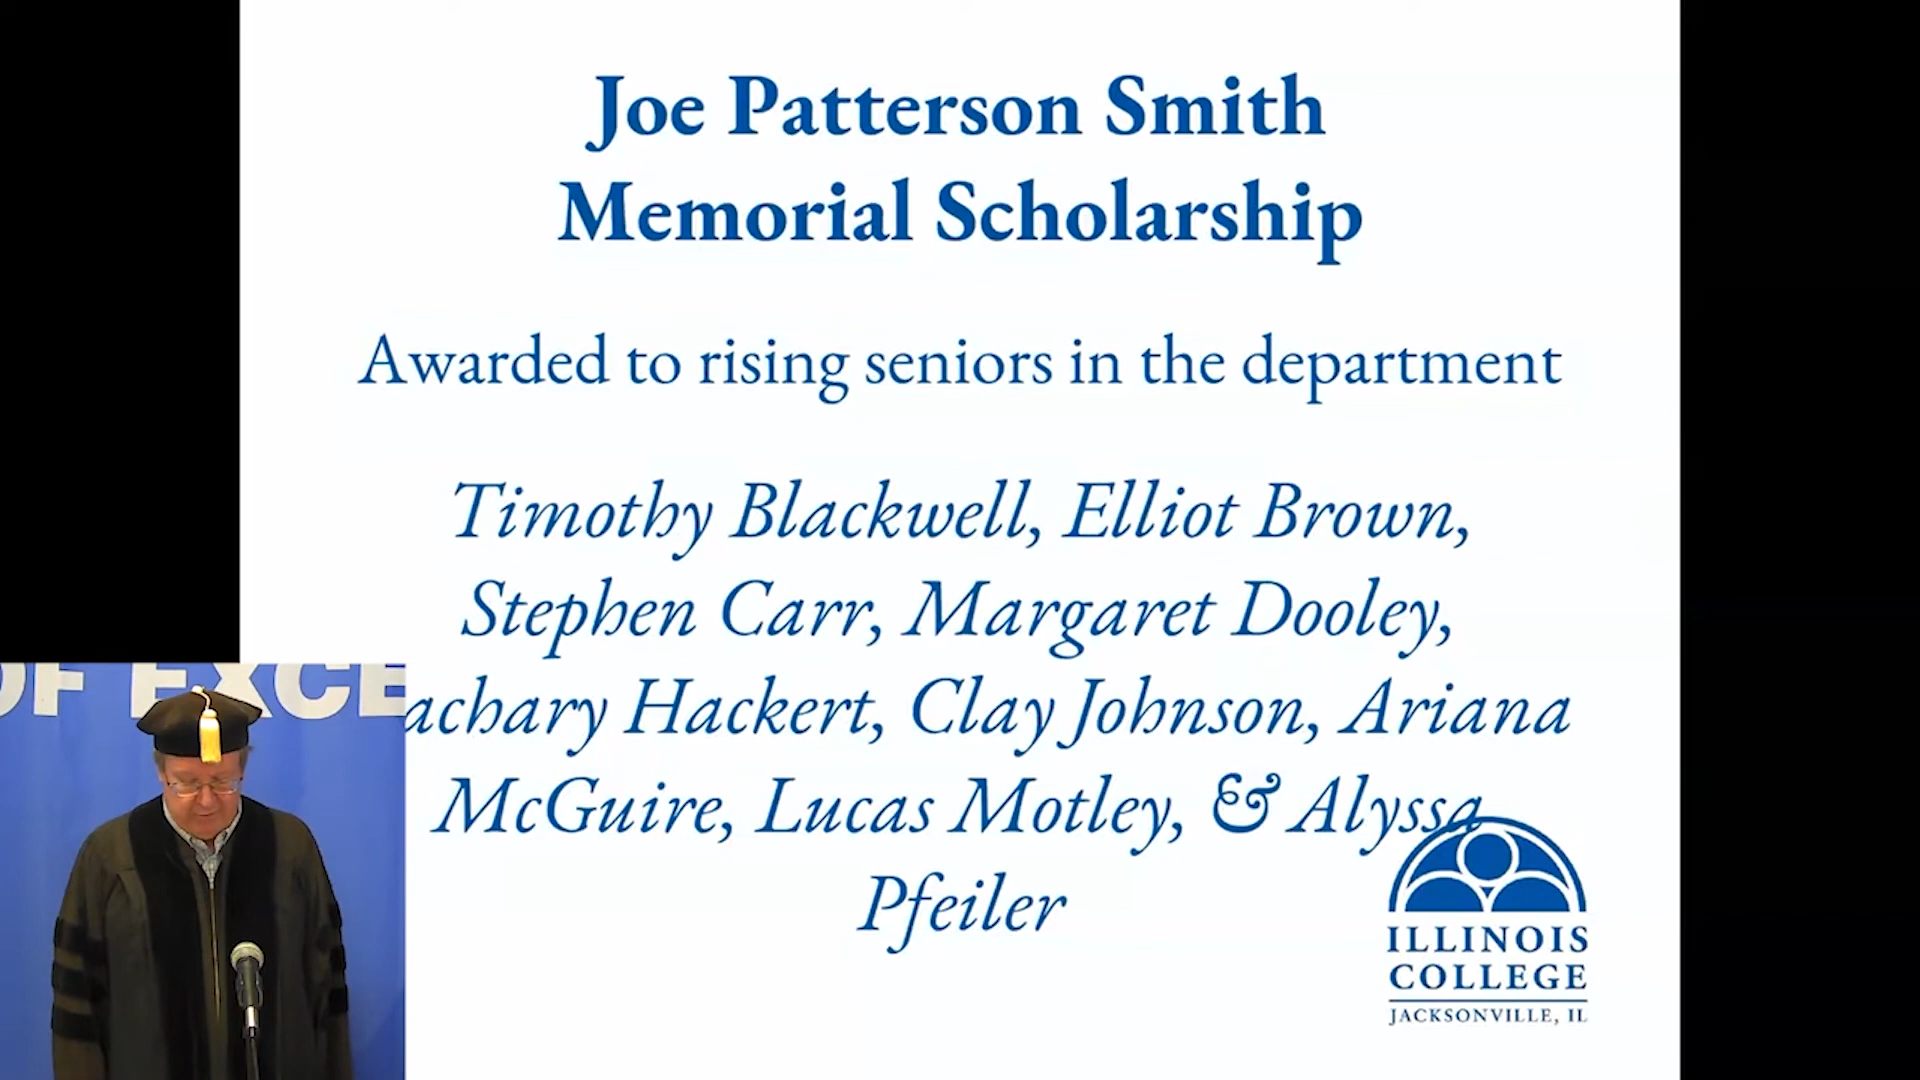 Joe Patterson Smith
Memorial Scholarship
Awarded to rising seniors in the department
Timothy Blackwell, Elliot Brown,
Stephen Carr, Margaret Dooley,
achary Hackert, Clay Johnson, Ariana
McGuire, Lucas Motley, & Alyssa
Pfeiler
OF EXCE
ILLINOIS
COLLEGE
JACKSONVILLE, IL